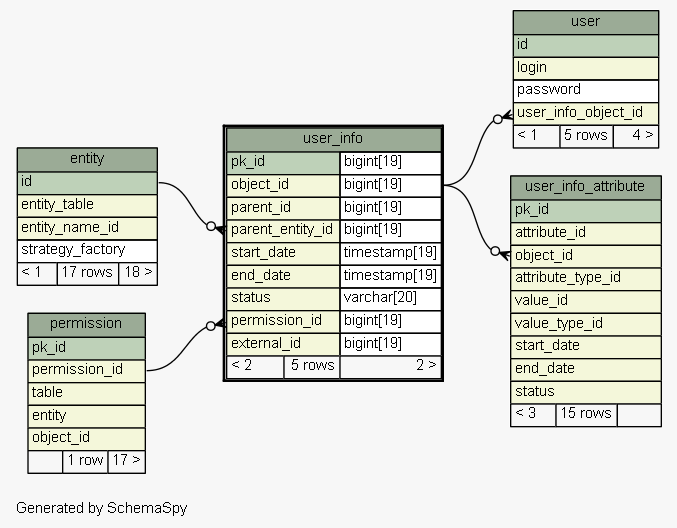 user
id
login
password
user_info_object_id
< 1 5 rows 4 >
user_info
pk_id bigint[19]
object_id bigint[19]
parent_id bigint[19]
parent_entity_id bigint[19]
start_date timestamp[19]
end_date timestamp[19]
status varchar[20]
permission_id bigint[19]
external_id bigint[19]
< 2 5 rows 2 >
entity
id
entity_table
entity_name_id
strategy_factory
< 1 17 rows 18 >
user_info_attribute
pk_id
attribute_id
object_id
attribute_type_id
value_id
value_type_id
start_date
end_date
status
< 3 15 rows
permission
pk_id
permission_id
table
entity
object_id
1 row 17 >
Generated by SchemaSpy